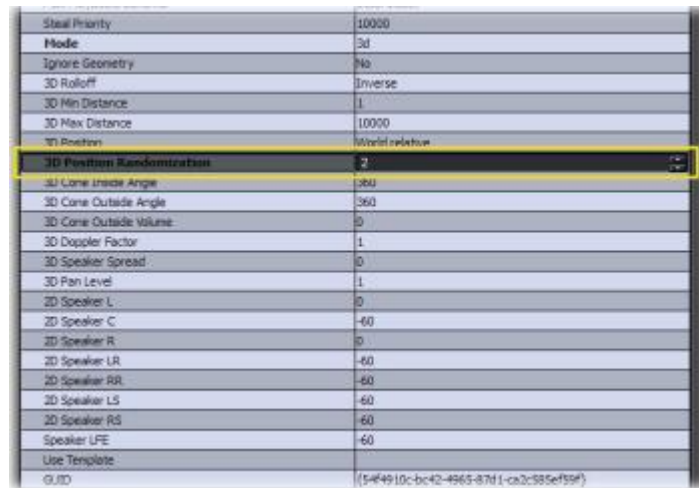 Steal Priority 10000
Mode 3d
Ignore Geometry No
3D Rolloff Inverse
3D Min Distance 1
3D Max Distance 10000
3D Position World relative
3D Position Randomization 2
3D Cone Inside Angle 360
3D Cone Outside Angle 360
3D Cone Outside Volume 0
3D Doppler Factor 1
3D Speaker Spread 0
3D Pan Level 1
2D Speaker L 0
2D Speaker C -60
2D Speaker R 0
2D Speaker LR -60
2D Speaker RR -60
2D Speaker LS -60
2D Speaker RS -60
Speaker LFE -60
Use Template
GUID {54f4910c-bc42-4965-87d1-ca2c585ef59f}